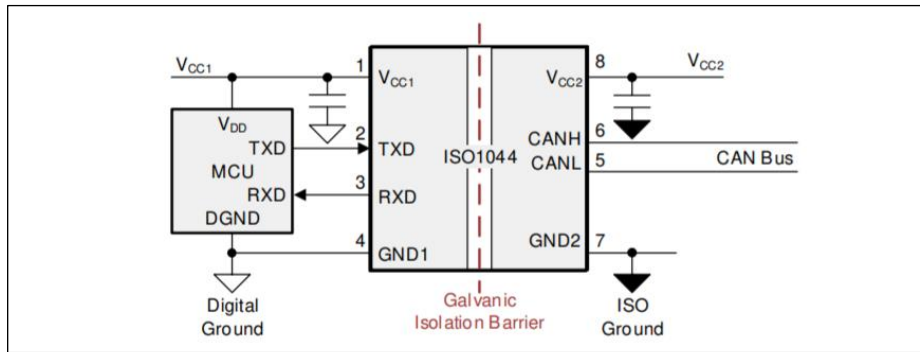 VCC1
1
VCC1
VDD
TXD
MCU
RXD
DGND
2
TXD
3
RXD
4
GND1
Digital
Ground
ISO1044
Galvanic
Isolation Barrier
8
VCC2
VCC2
6
CANH
5
CANL
CAN Bus
7
GND2
ISO
Ground